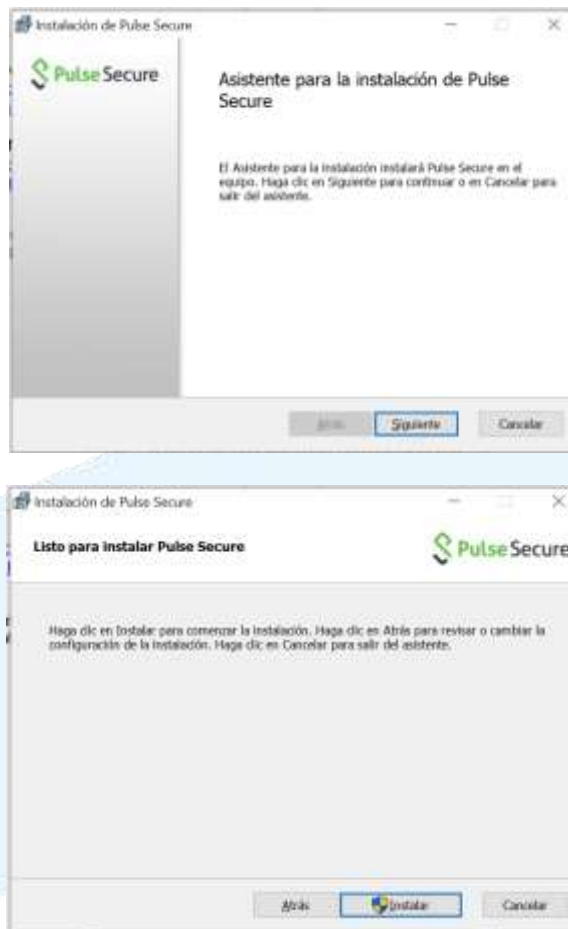 Instalación de Pulse Secure
Pulse Secure
Asistente para la instalación de Pulse
Secure
El Asistente para la instalación instalará Pulse Secure en el
equipo. Haga clic en Siguiente para continuar o en Cancelar para
salir del asistente.
Atrás
Siguiente
Cancelar
Instalación de Pulse Secure
Listo para instalar Pulse Secure
Pulse Secure
Haga clic en Instalar para comenzar la instalación. Haga clic en Atrás para revisar o cambiar la
configuración de la instalación. Haga clic en Cancelar para salir del asistente.
Atrás
Instalar
Cancelar